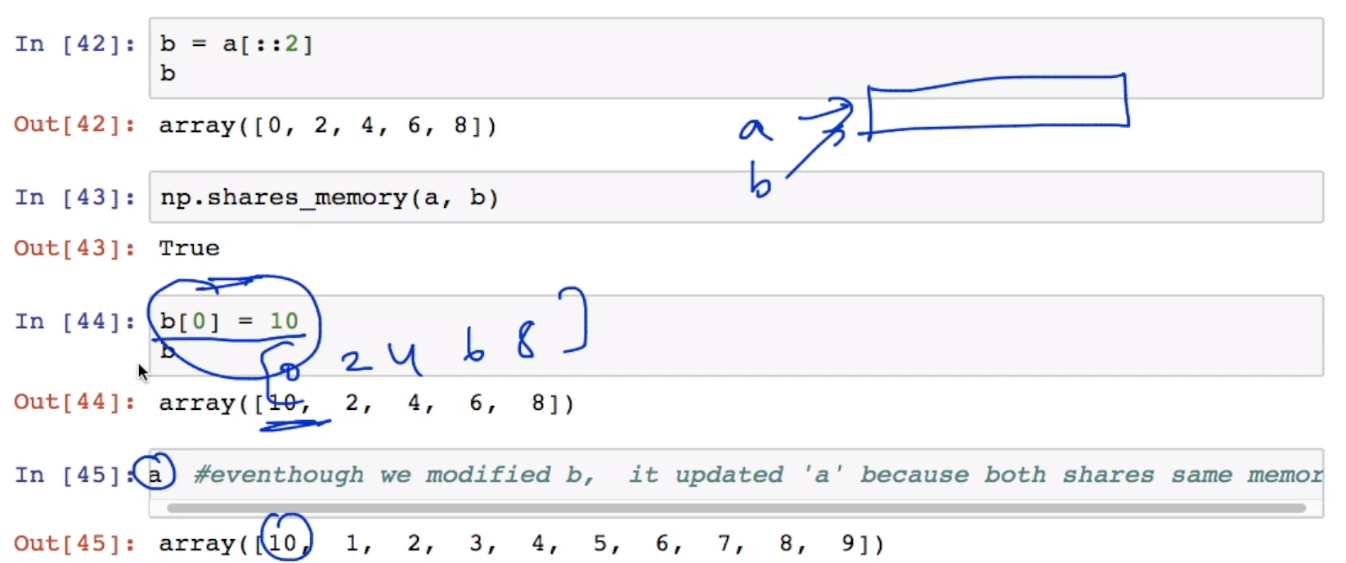 In [42]: b = a[::2]
b
Out[42]: array([0, 2, 4, 6, 8])
a
b
In [43]: np.shares_memory(a, b)
Out[43]: True
In [44]: b[0] = 10
b
[0 2 4 6 8]
Out[44]: array([10, 2, 4, 6, 8])
In [45]: a #eventhough we modified b, it updated 'a' because both shares same memor
Out[45]: array([10, 1, 2, 3, 4, 5, 6, 7, 8, 9])